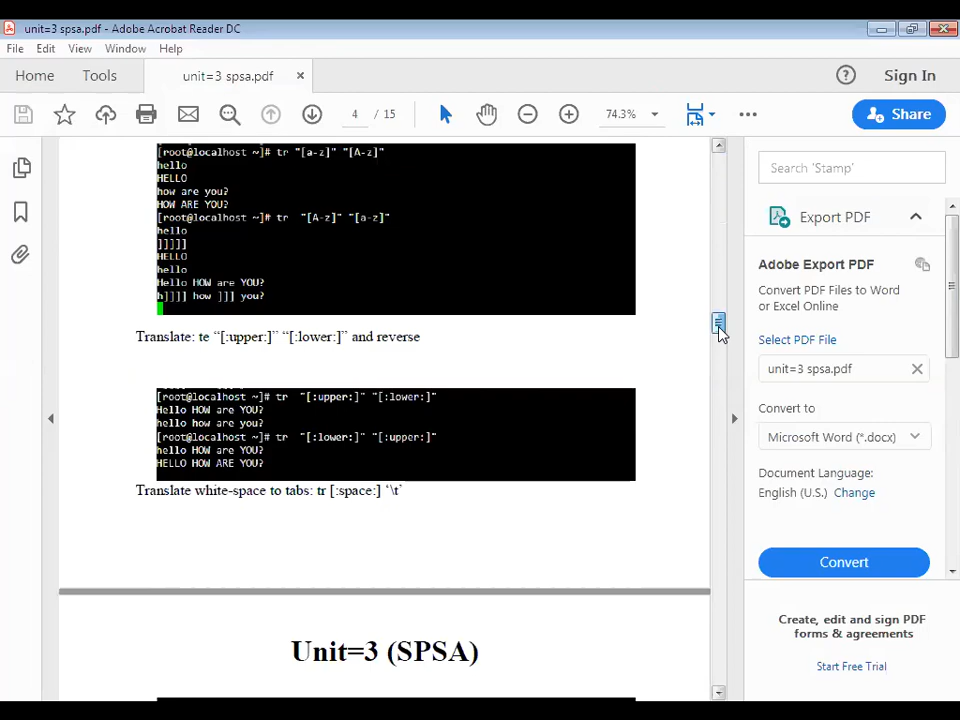 unit=3 spsa.pdf - Adobe Acrobat Reader DC
File Edit View Window Help
Home Tools unit=3 spsa.pdf × Sign In
4 / 15 74.3% Share
[root@localhost ~]# tr "[a-z]" "[A-Z]"
hello
HELLO
how are you?
HOW ARE YOU?
[root@localhost ~]# tr  "[A-Z]" "[a-z]"
hello
]]]]]
HELLO
hello
Hello HOW are YOU?
h]]]] how ]]] you?
Translate: te “[:upper:]” “[:lower:]” and reverse
[root@localhost ~]# tr  "[:upper:]" "[:lower:]"
Hello HOW are YOU?
hello how are you?
[root@localhost ~]# tr  "[:lower:]" "[:upper:]"
hello HOW are YOU?
HELLO HOW ARE YOU?
Translate white-space to tabs: tr [:space:] ‘\t`
Unit=3 (SPSA)
Search 'Stamp'
Export PDF
Adobe Export PDF
Convert PDF Files to Word
or Excel Online
Select PDF File
unit=3 spsa.pdf
Convert to
Microsoft Word (*.docx)
Document Language:
English (U.S.) Change
Convert
Create, edit and sign PDF
forms & agreements
Start Free Trial